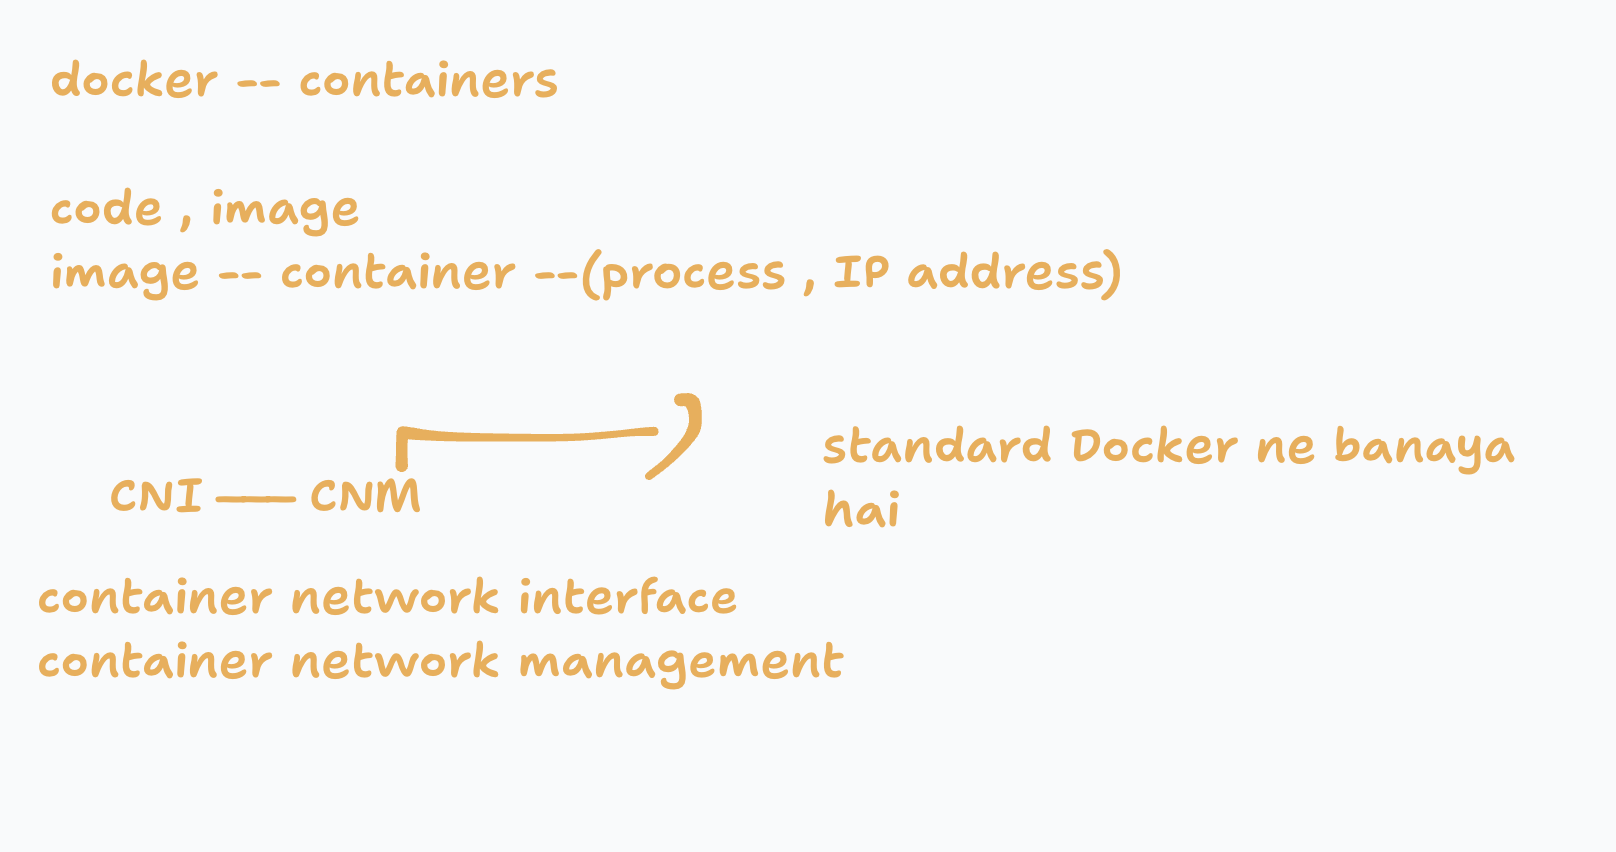 docker -- containers
code , image
image -- container --(process , IP address)
standard Docker ne banaya
hai
CNI —— CNM
container network interface
container network management